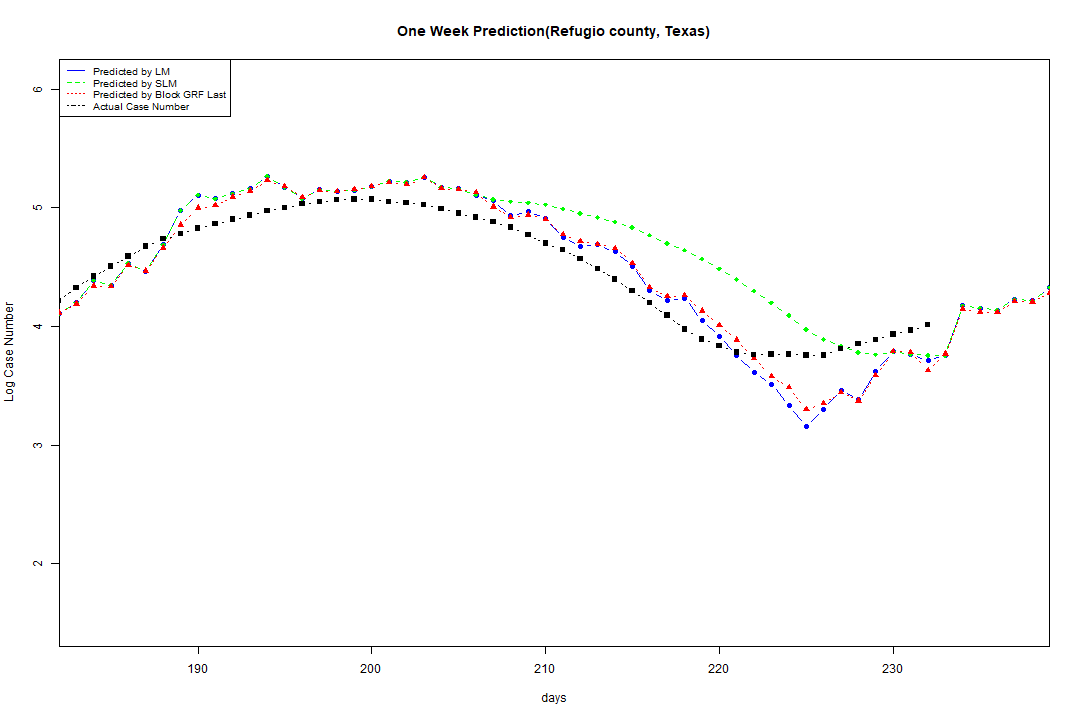 One Week Prediction(Refugio county, Texas)
Predicted by LM
Predicted by SLM
Predicted by Block GRF Last
Actual Case Number
6
5
4
3
2
Log Case Number
190 200 210 220 230
days